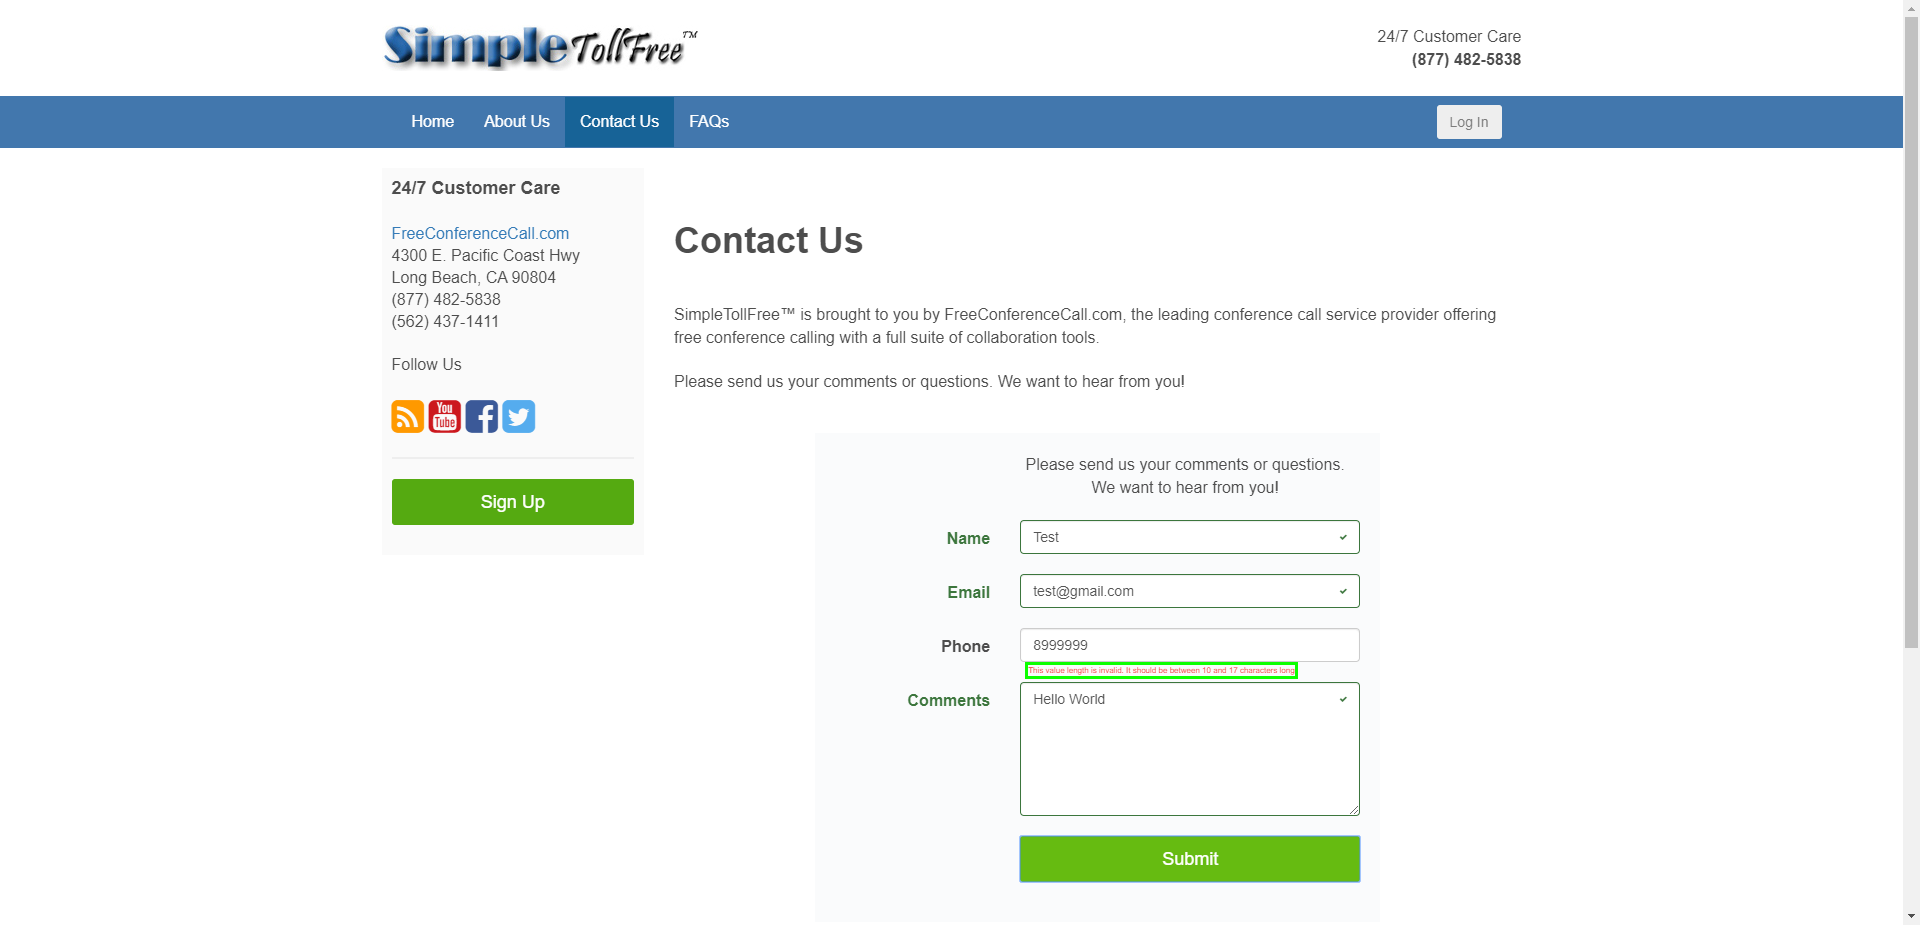 Simple TollFree™
24/7 Customer Care
(877) 482-5838
Home About Us Contact Us FAQs Log In
24/7 Customer Care
FreeConferenceCall.com
4300 E. Pacific Coast Hwy
Long Beach, CA 90804
(877) 482-5838
(562) 437-1411
Follow Us
You
Tube
Sign Up
Contact Us
SimpleTollFree™ is brought to you by FreeConferenceCall.com, the leading conference call service provider offering
free conference calling with a full suite of collaboration tools.
Please send us your comments or questions. We want to hear from you!
Please send us your comments or questions.
We want to hear from you!
Name Test
Email test@gmail.com
Phone 8999999
This value length is invalid. It should be between 10 and 17 characters long
Comments Hello World
Submit